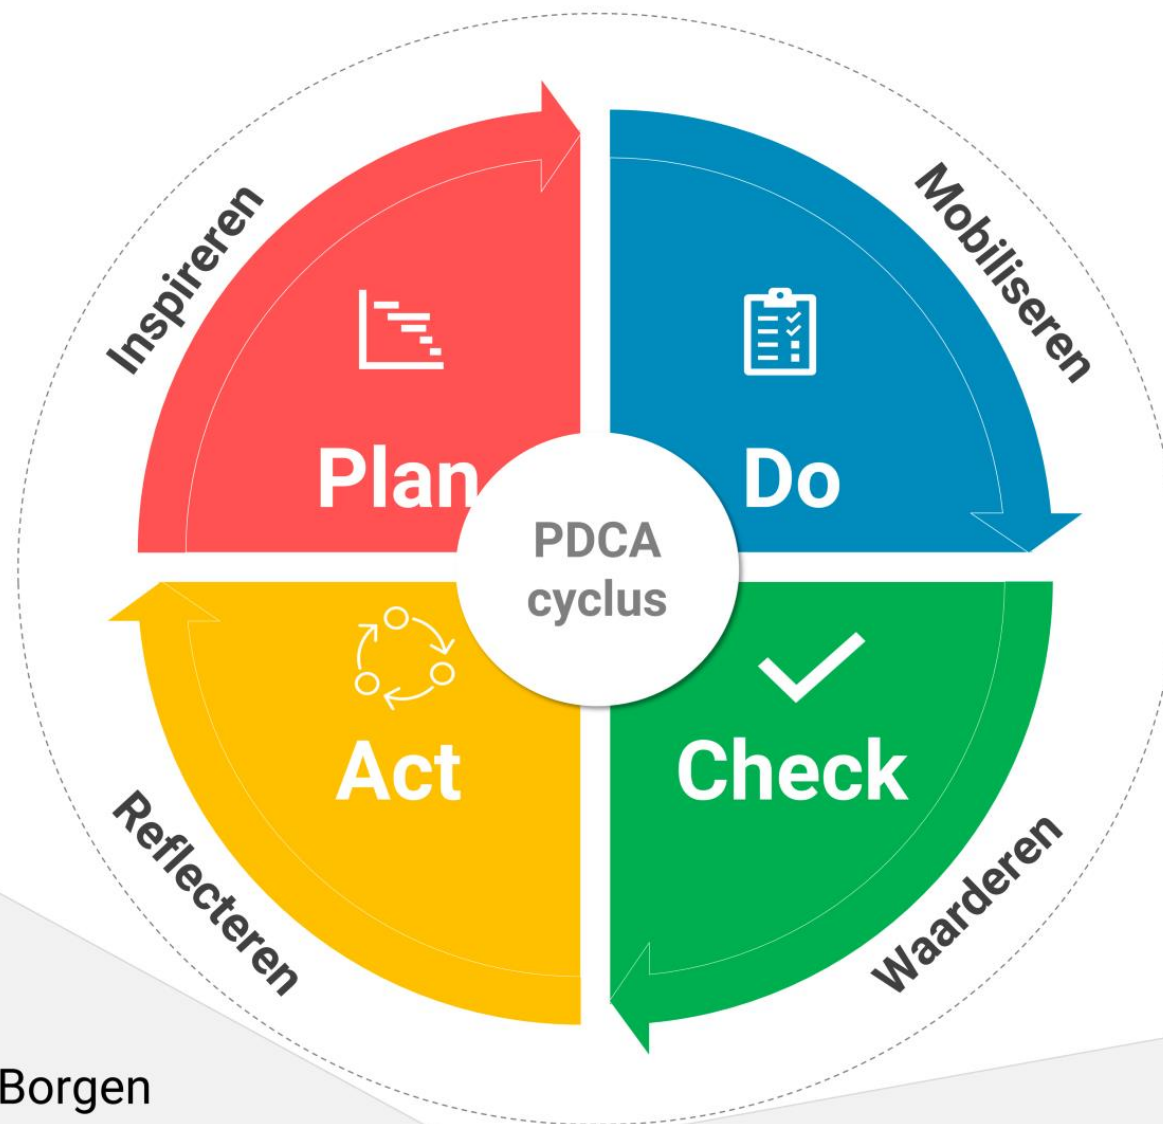 Inspireren
Mobiliseren
Plan
Do
PDCA
cyclus
Act
Check
Reflecteren
Waarderen
Borgen